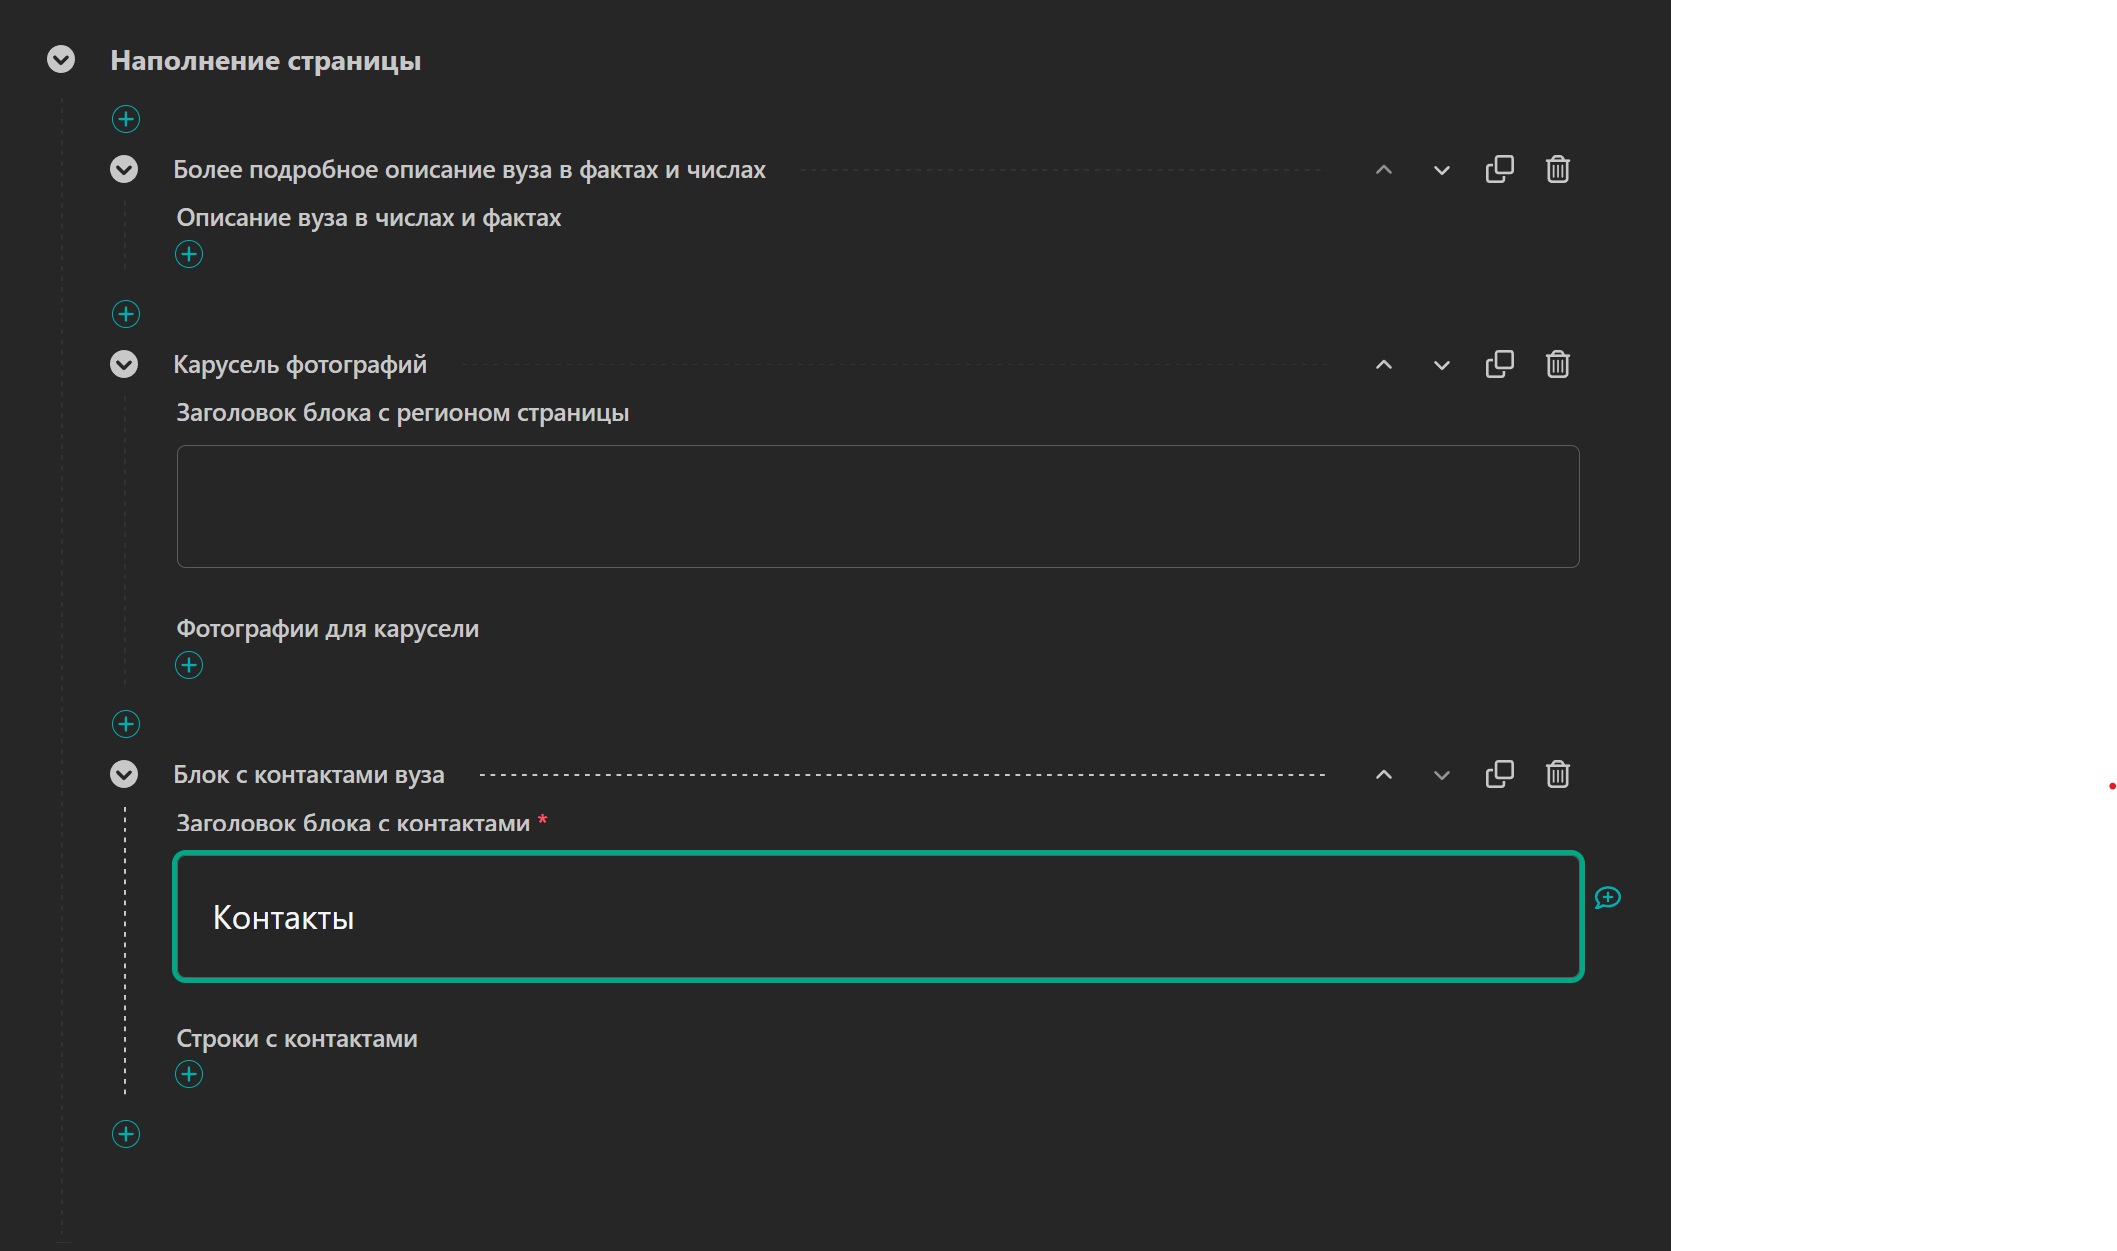 Наполнение страницы
Более подробное описание вуза в фактах и числах
Описание вуза в числах и фактах
Карусель фотографий
Заголовок блока с регионом страницы
Фотографии для карусели
Блок с контактами вуза
Заголовок блока с контактами *
Контакты
Строки с контактами